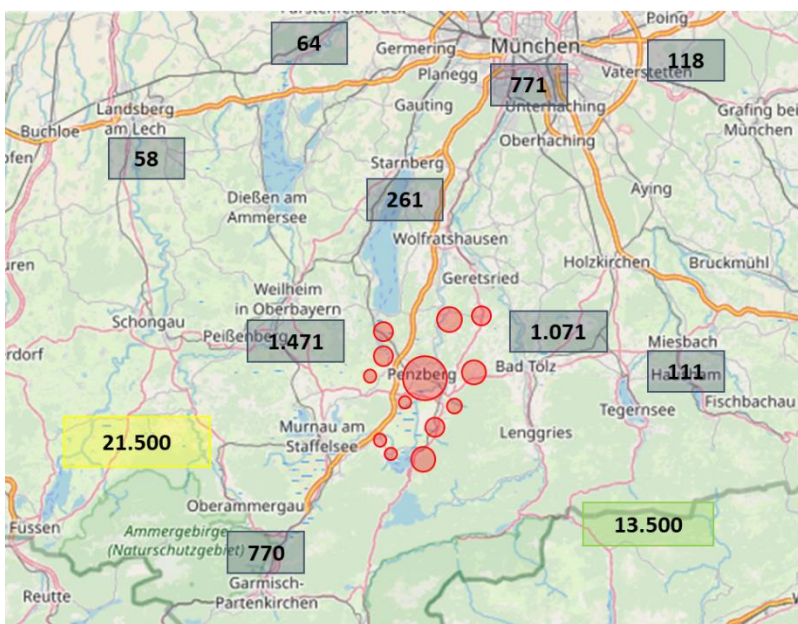 Fürstenfeldbruck
Poing
64
Germering
München
118
Planegg
771
Vaterstetten
Landsberg
am Lech
Gauting
Unterhaching
Grafing bei
München
Buchloe
Oberhaching
58
Starnberg
Dießen am
Ammersee
261
Aying
Wolfratshausen
Holzkirchen
Bruckmühl
Geretsried
Weilheim
in Oberbayern
Schongau
Peißenberg
1.471
1.071
Miesbach
Penzberg
Bad Tölz
111
Hausham
Fischbachau
Tegernsee
21.500
Murnau am
Staffelsee
Lenggries
Oberammergau
13.500
Füssen
Ammergebirge
(Naturschutzgebiet)
770
Garmisch-
Partenkirchen
Reutte